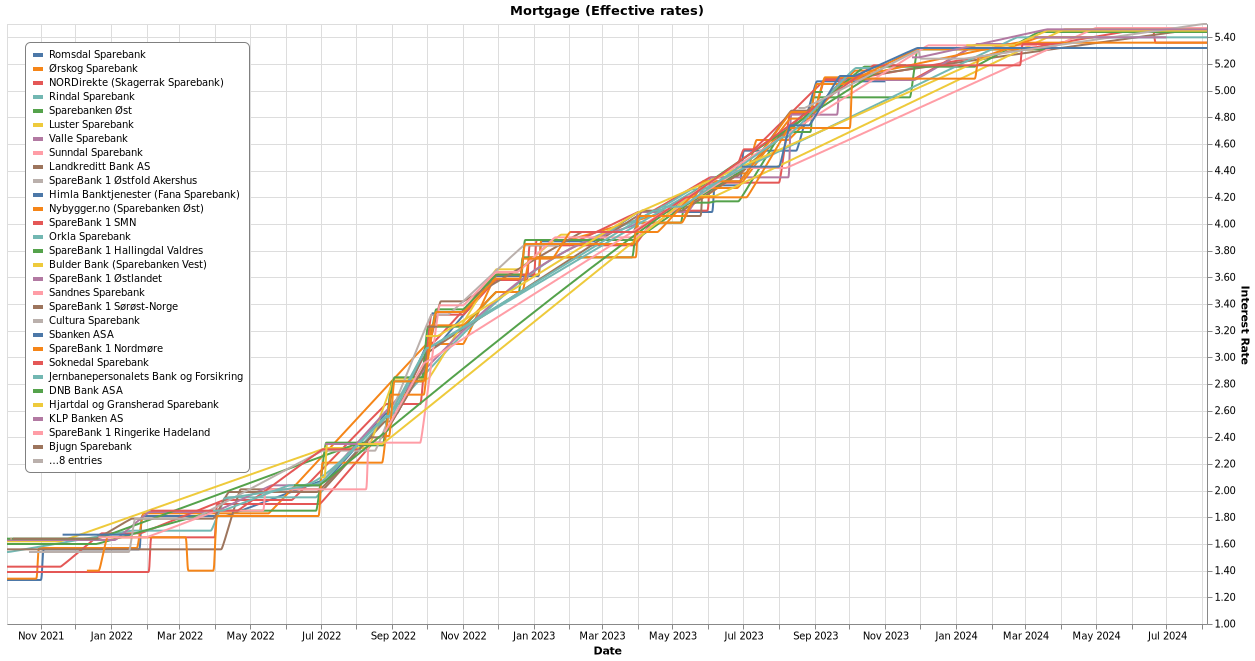 Mortgage (Effective rates)
Romsdal Sparebank
Ørskog Sparebank
NORDirekte (Skagerrak Sparebank)
Rindal Sparebank
Sparebanken Øst
Luster Sparebank
Valle Sparebank
Sunndal Sparebank
Landkreditt Bank AS
SpareBank 1 Østfold Akershus
Himla Banktjenester (Fana Sparebank)
Nybygger.no (Sparebanken Øst)
SpareBank 1 SMN
Orkla Sparebank
SpareBank 1 Hallingdal Valdres
Bulder Bank (Sparebanken Vest)
SpareBank 1 Østlandet
Sandnes Sparebank
SpareBank 1 Sørøst-Norge
Cultura Sparebank
Sbanken ASA
SpareBank 1 Nordmøre
Soknedal Sparebank
Jernbanepersonalets Bank og Forsikring
DNB Bank ASA
Hjartdal og Gransherad Sparebank
KLP Banken AS
SpareBank 1 Ringerike Hadeland
Bjugn Sparebank
...8 entries
5.40
5.20
5.00
4.80
4.60
4.40
4.20
4.00
3.80
3.60
3.40
3.20
3.00
2.80
2.60
2.40
2.20
2.00
1.80
1.60
1.40
1.20
1.00
Interest Rate
Nov 2021 Jan 2022 Mar 2022 May 2022 Jul 2022 Sep 2022 Nov 2022 Jan 2023 Mar 2023 May 2023 Jul 2023 Sep 2023 Nov 2023 Jan 2024 Mar 2024 May 2024 Jul 2024
Date